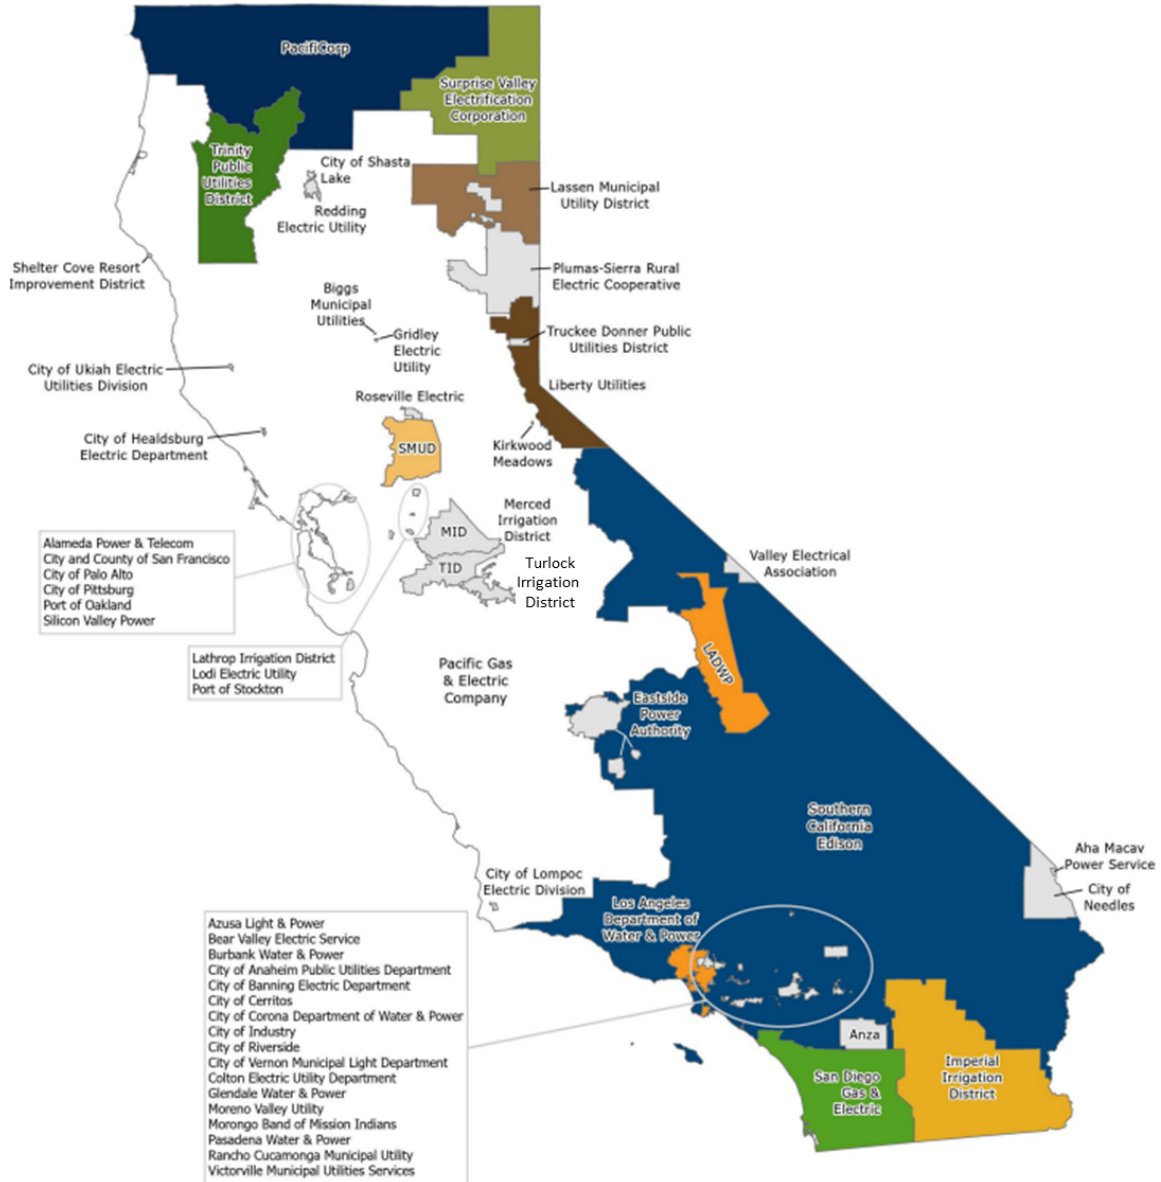 PacifiCorp
Surprise Valley
Electrification
Corporation
Trinity
Public
Utilities
District
City of Shasta
Lake
Redding
Electric Utility
Lassen Municipal
Utility District
Shelter Cove Resort
Improvement District
Plumas-Sierra Rural
Electric Cooperative
Biggs
Municipal
Utilities
Gridley
Electric
Utility
Truckee Donner Public
Utilities District
City of Ukiah Electric
Utilities Division
Liberty Utilities
Roseville Electric
City of Healdsburg
Electric Department
SMUD
Kirkwood
Meadows
Merced
Irrigation
District
MID
TID
Turlock
Irrigation
District
Valley Electrical
Association
Alameda Power & Telecom
City and County of San Francisco
City of Palo Alto
City of Pittsburg
Port of Oakland
Silicon Valley Power
Lathrop Irrigation District
Lodi Electric Utility
Port of Stockton
Pacific Gas
& Electric
Company
LADWP
Eastside
Power
Authority
Southern
California
Edison
Aha Macav
Power Service
City of
Needles
City of Lompoc
Electric Division
Los Angeles
Department of
Water & Power
Azusa Light & Power
Bear Valley Electric Service
Burbank Water & Power
City of Anaheim Public Utilities Department
City of Banning Electric Department
City of Cerritos
City of Corona Department of Water & Power
City of Industry
City of Riverside
City of Vernon Municipal Light Department
Colton Electric Utility Department
Glendale Water & Power
Moreno Valley Utility
Morongo Band of Mission Indians
Pasadena Water & Power
Rancho Cucamonga Municipal Utility
Victorville Municipal Utilities Services
Anza
San Diego
Gas &
Electric
Imperial
Irrigation
District